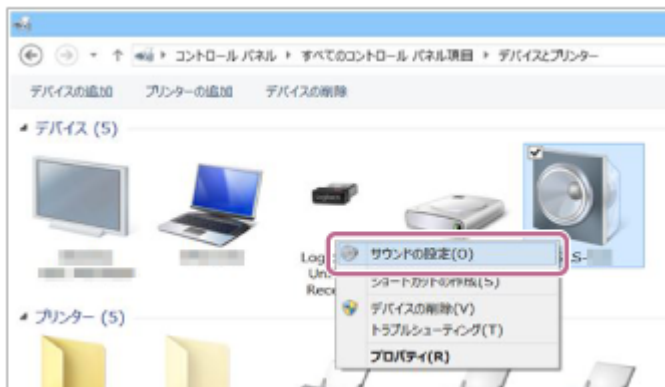 コントロール パネル ▸ すべてのコントロール パネル項目 ▸ デバイスとプリンター
デバイスの追加 プリンターの追加 デバイスの削除
デバイス (5)
Log
Un
Rece
S-
サウンドの設定(O)
ショートカットの作成(S)
デバイスの削除(V)
トラブルシューティング(T)
プロパティ(R)
プリンター (5)